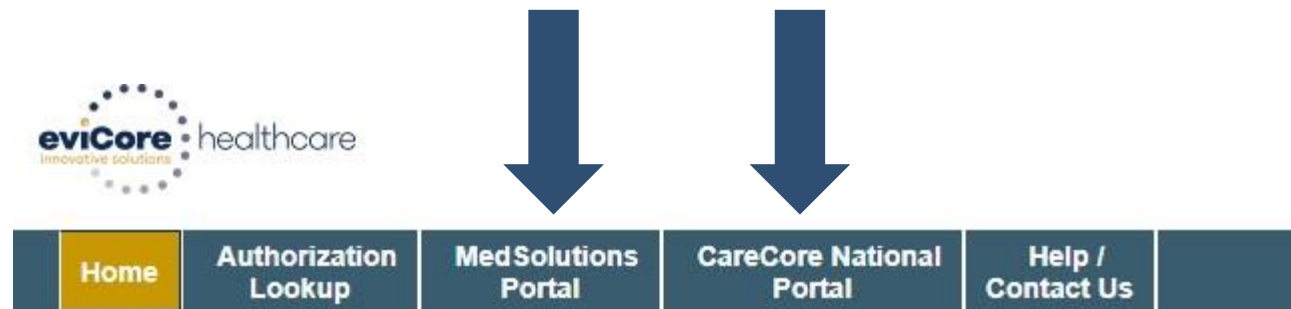 eviCore healthcare
innovative solutions
Home
Authorization
Lookup
MedSolutions
Portal
CareCore National
Portal
Help /
Contact Us